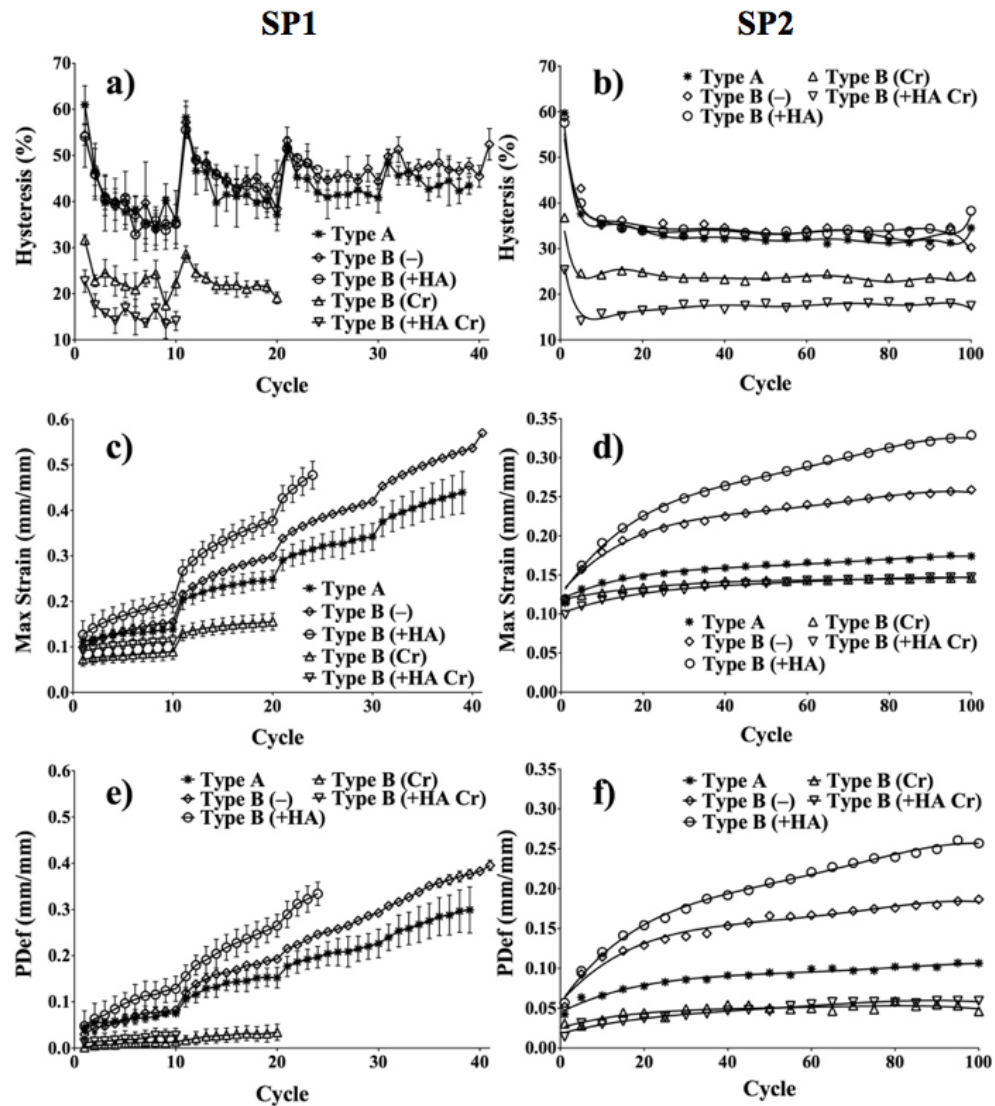 SP1
SP2
a)
Hysteresis (%)
70
60
50
40
30
20
10
Type A
Type B (–)
Type B (+HA)
Type B (Cr)
Type B (+HA Cr)
0
10
20
30
40
Cycle
b)
Hystersis (%)
70
60
50
40
30
20
10
Type A
Type B (Cr)
Type B (–)
Type B (+HA Cr)
Type B (+HA)
0
20
40
60
80
100
Cycle
c)
Max Strain (mm/mm)
0.6
0.5
0.4
0.3
0.2
0.1
0.0
Type A
Type B (–)
Type B (+HA)
Type B (Cr)
Type B (+HA Cr)
0
10
20
30
40
Cycle
d)
Max Strain (mm/mm)
0.35
0.30
0.25
0.20
0.15
0.10
0.05
0.00
Type A
Type B (Cr)
Type B (–)
Type B (+HA Cr)
Type B (+HA)
0
20
40
60
80
100
Cycle
e)
PDef (mm/mm)
0.6
0.5
0.4
0.3
0.2
0.1
0.0
Type A
Type B (Cr)
Type B (–)
Type B (+HA Cr)
Type B (+HA)
0
10
20
30
40
Cycle
f)
PDef (mm/mm)
0.35
0.30
0.25
0.20
0.15
0.10
0.05
0.00
Type A
Type B (Cr)
Type B (–)
Type B (+HA Cr)
Type B (+HA)
0
20
40
60
80
100
Cycle